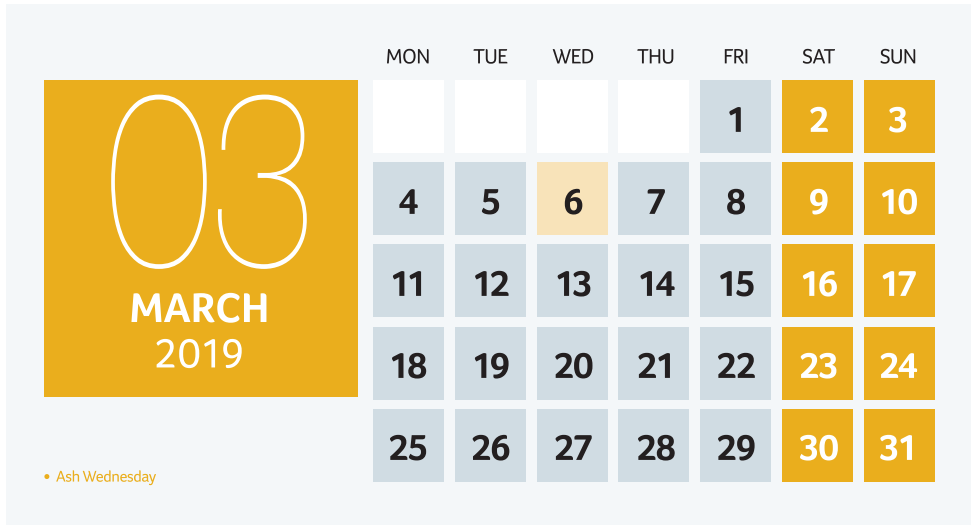 03
MARCH
2019
• Ash Wednesday
MON TUE WED THU FRI SAT SUN
1 2 3
4 5 6 7 8 9 10
11 12 13 14 15 16 17
18 19 20 21 22 23 24
25 26 27 28 29 30 31